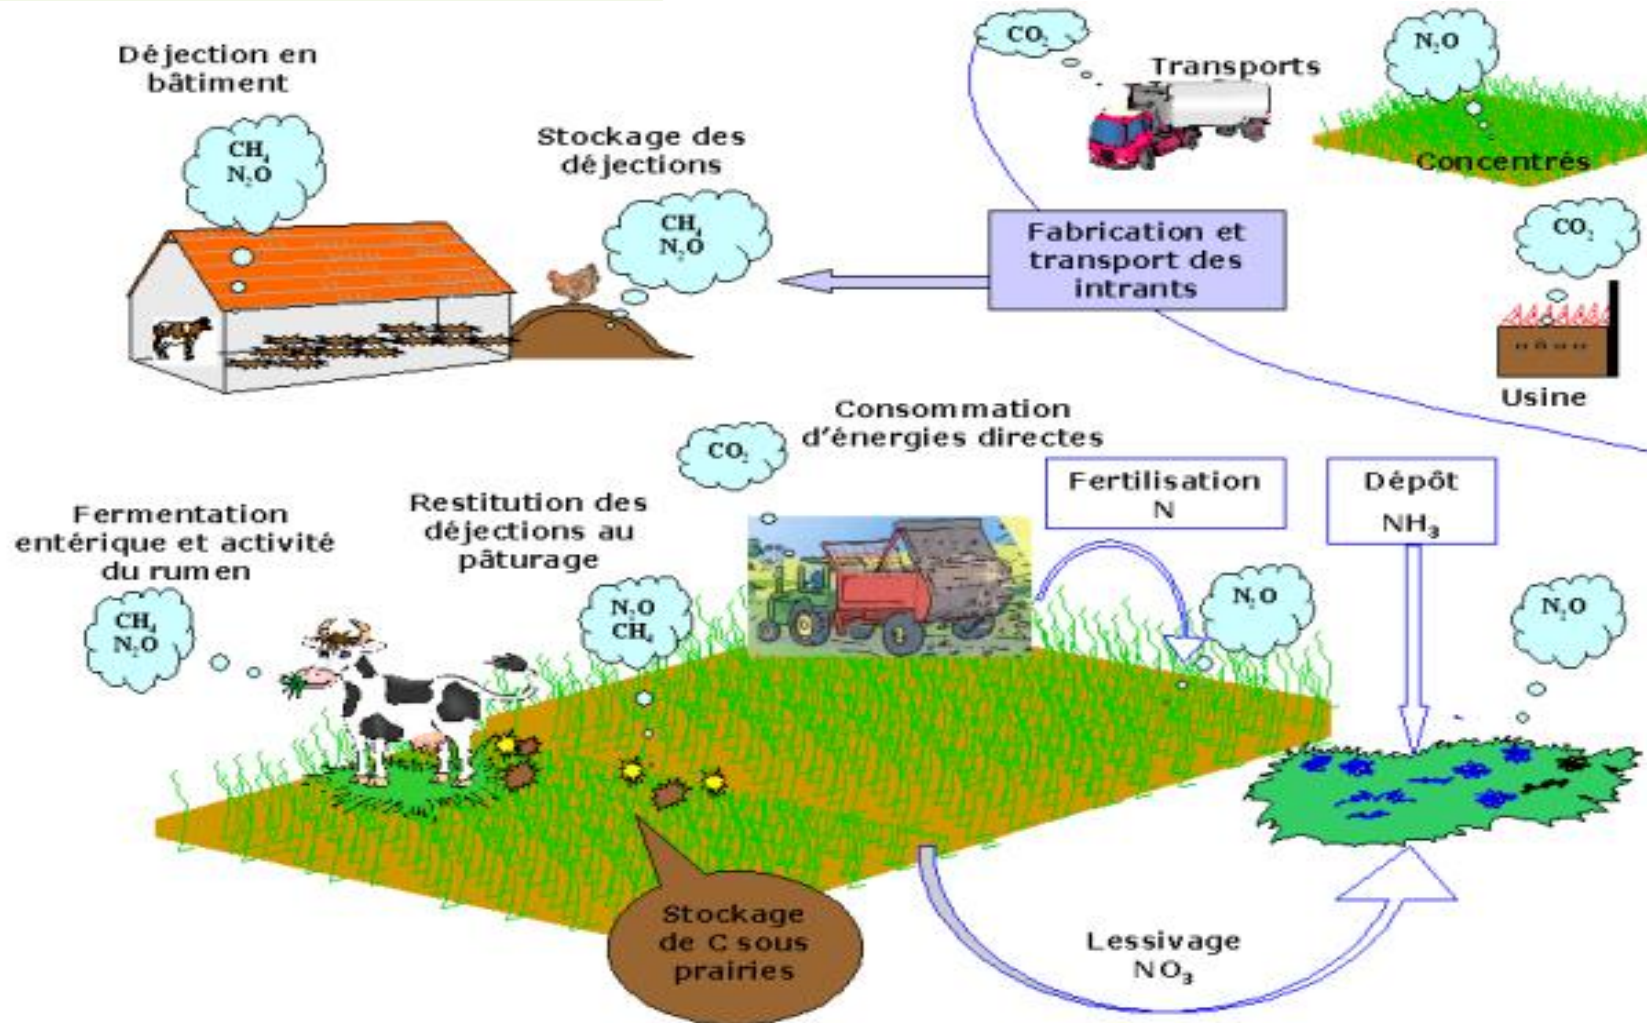 Déjection en
bâtiment
CH₄
N₂O
Stockage des
déjections
CH₄
N₂O
CO₂
Transports
N₂O
Concentrés
CO₂
Usine
Fabrication et
transport des
intrants
Consommation
d'énergies directes
CO₂
Fertilisation
N
Dépôt
NH₃
Fermentation
entérique et activité
du rumen
CH₄
N₂O
Restitution des
déjections au
pâturage
N₂O
CH₄
N₂O
N₂O
Stockage
de C sous
prairies
Lessivage
NO₃